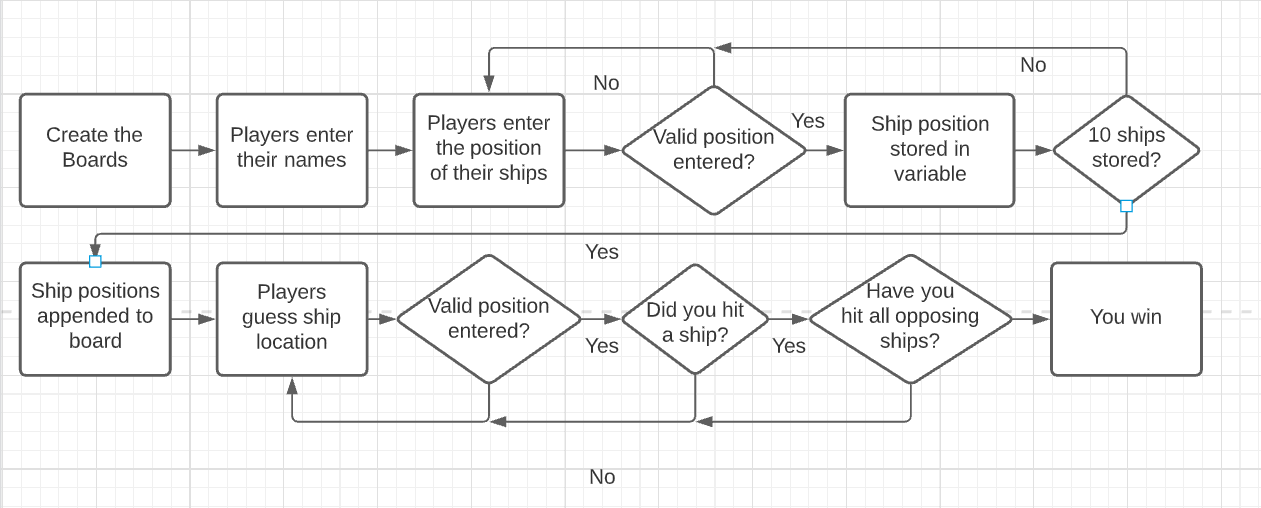 No
No
Create the
Boards
Players enter
their names
Players enter
the position
of their ships
Valid position
entered?
Yes
Ship position
stored in
variable
10 ships
stored?
Yes
Ship positions
appended to
board
Players
guess ship
location
Valid position
entered?
Yes
Did you hit
a ship?
Yes
Have you
hit all opposing
ships?
You win
No